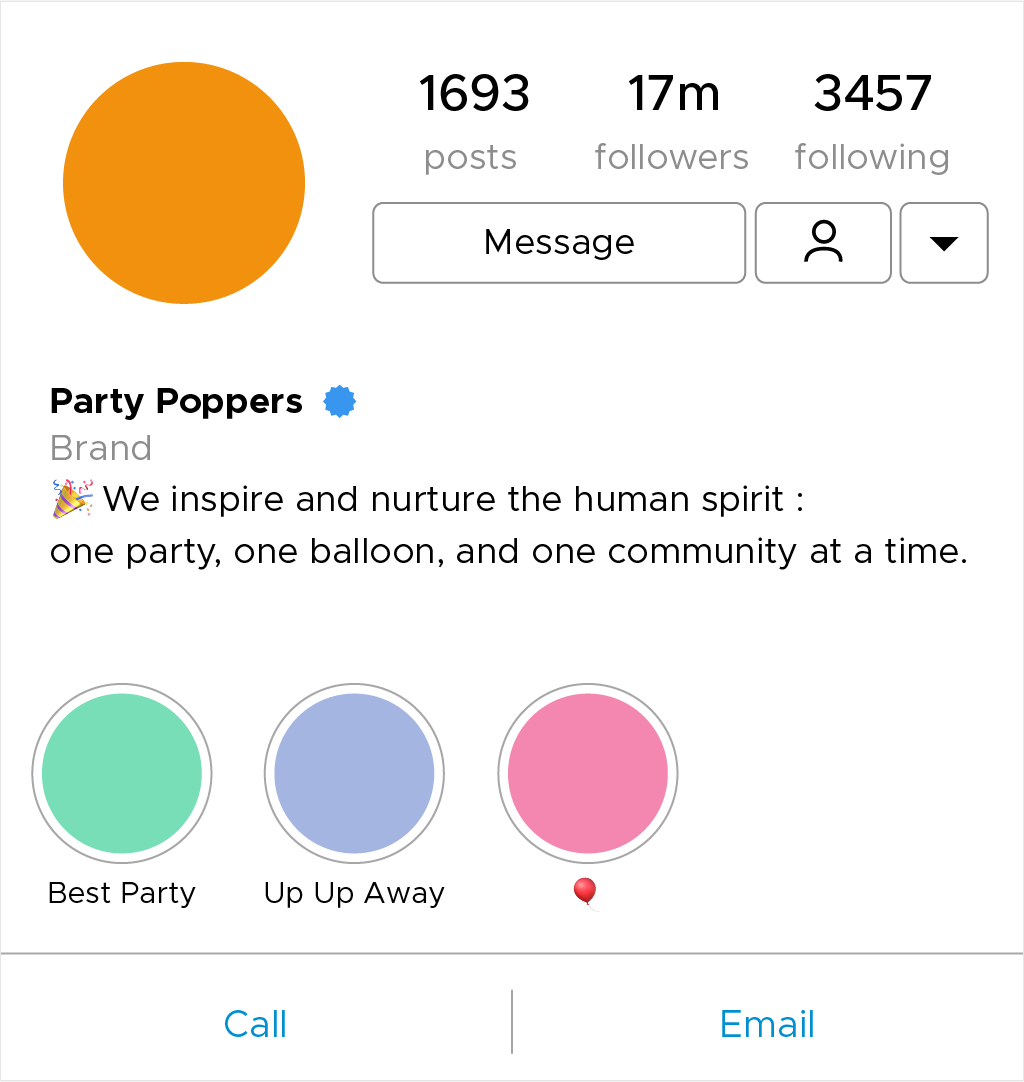 1693 17m 3457
posts followers following
Message
Party Poppers
Brand
🎉 We inspire and nurture the human spirit :
one party, one balloon, and one community at a time.
Best Party Up Up Away 🎈
Call Email